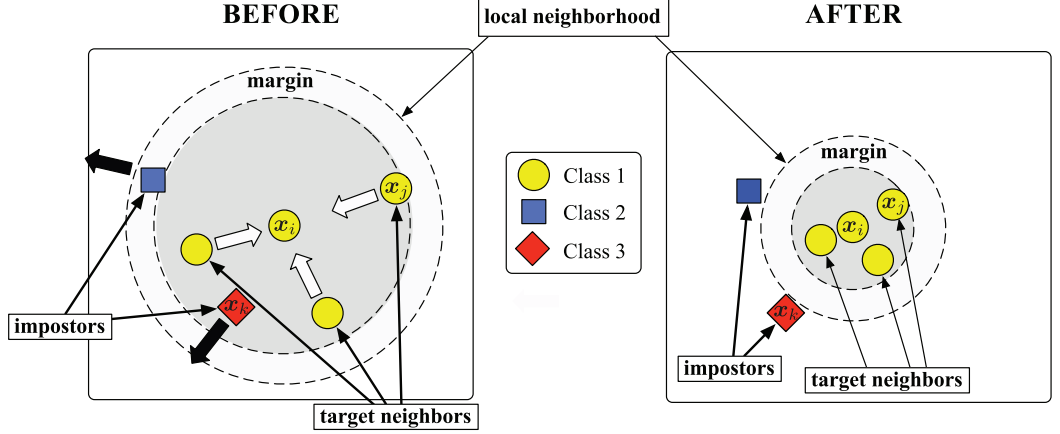 BEFORE
local neighborhood
AFTER
margin
margin
x_j
x_i
x_k
Class 1
Class 2
Class 3
x_j
x_i
x_k
impostors
target neighbors
impostors
target neighbors